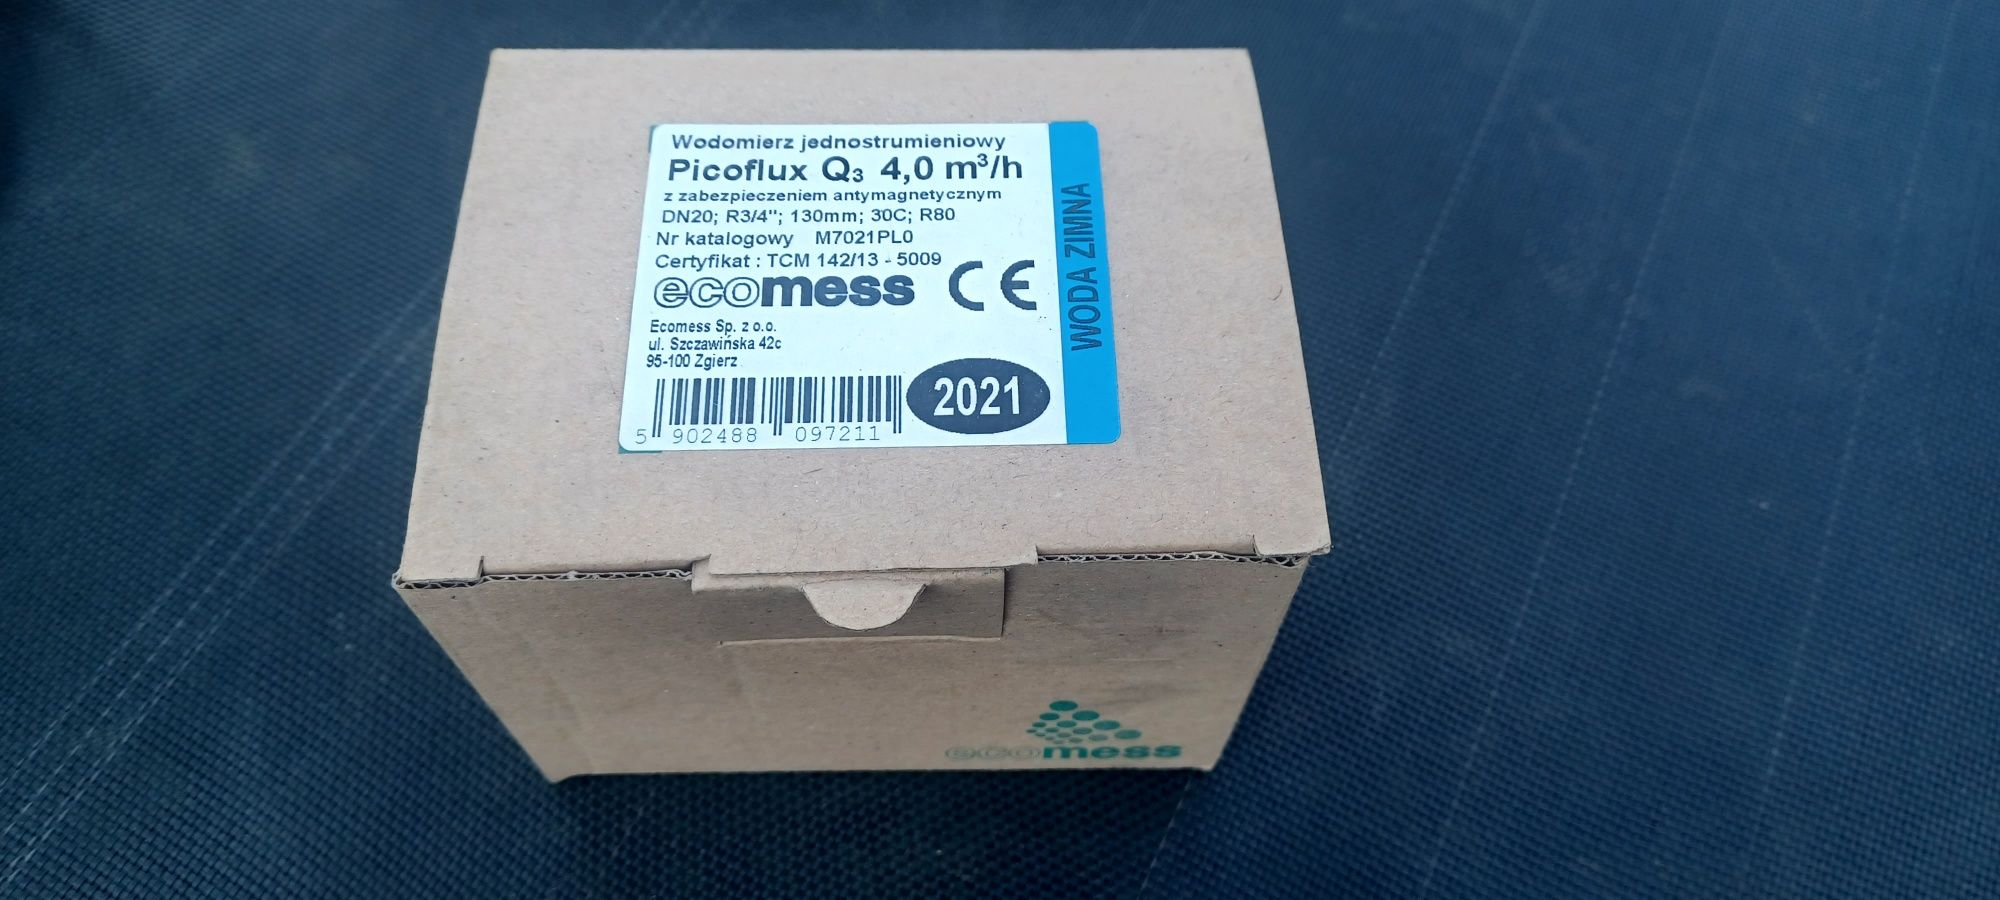 Wodomierz jednostrumieniowy
Picoflux Q₃ 4,0 m³/h
z zabezpieczeniem antymagnetycznym
DN20; R3/4"; 130mm; 30C; R80
Nr katalogowy M7021PL0
Certyfikat : TCM 142/13 - 5009
ecomess CE
Ecomess Sp. z o.o.
ul. Szczawińska 42c
95-100 Zgierz
2021
5 902488 097211
WODA ZIMNA
ecomess